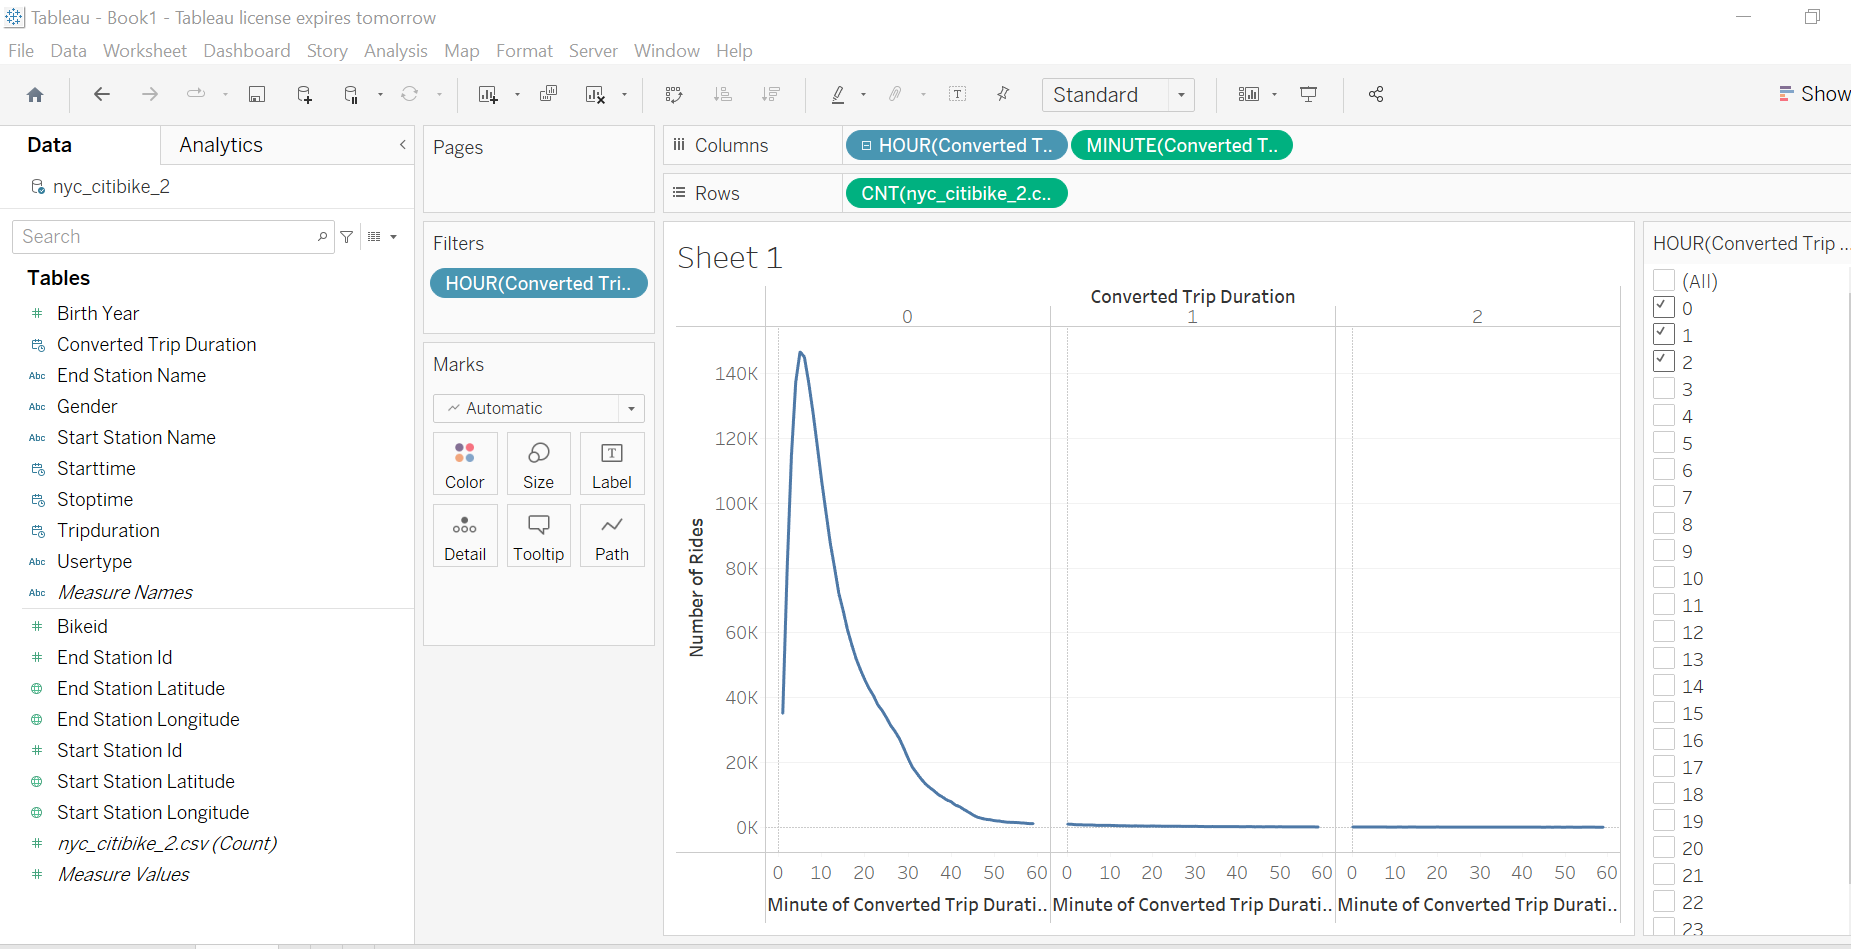 Tableau - Book1 - Tableau license expires tomorrow
File Data Worksheet Dashboard Story Analysis Map Format Server Window Help
Standard
Show
Data
Analytics
nyc_citibike_2
Search
Tables
Birth Year
Converted Trip Duration
Abc End Station Name
Abc Gender
Abc Start Station Name
Starttime
Stoptime
Tripduration
Abc Usertype
Abc Measure Names
Bikeid
End Station Id
End Station Latitude
End Station Longitude
Start Station Id
Start Station Latitude
Start Station Longitude
nyc_citibike_2.csv (Count)
Measure Values
Pages
Filters
HOUR(Converted Tri..
Marks
Automatic
Color
Size
T
Label
Detail
Tooltip
Path
Columns
HOUR(Converted T..
MINUTE(Converted T..
Rows
CNT(nyc_citibike_2.c..
Sheet 1
Converted Trip Duration
0 1 2
Number of Rides
140K
120K
100K
80K
60K
40K
20K
0K
0 10 20 30 40 50 60 0 10 20 30 40 50 60 0 10 20 30 40 50 60
Minute of Converted Trip Durati.. Minute of Converted Trip Durati.. Minute of Converted Trip Durati..
HOUR(Converted Trip ...
(All)
0
1
2
3
4
5
6
7
8
9
10
11
12
13
14
15
16
17
18
19
20
21
22
23